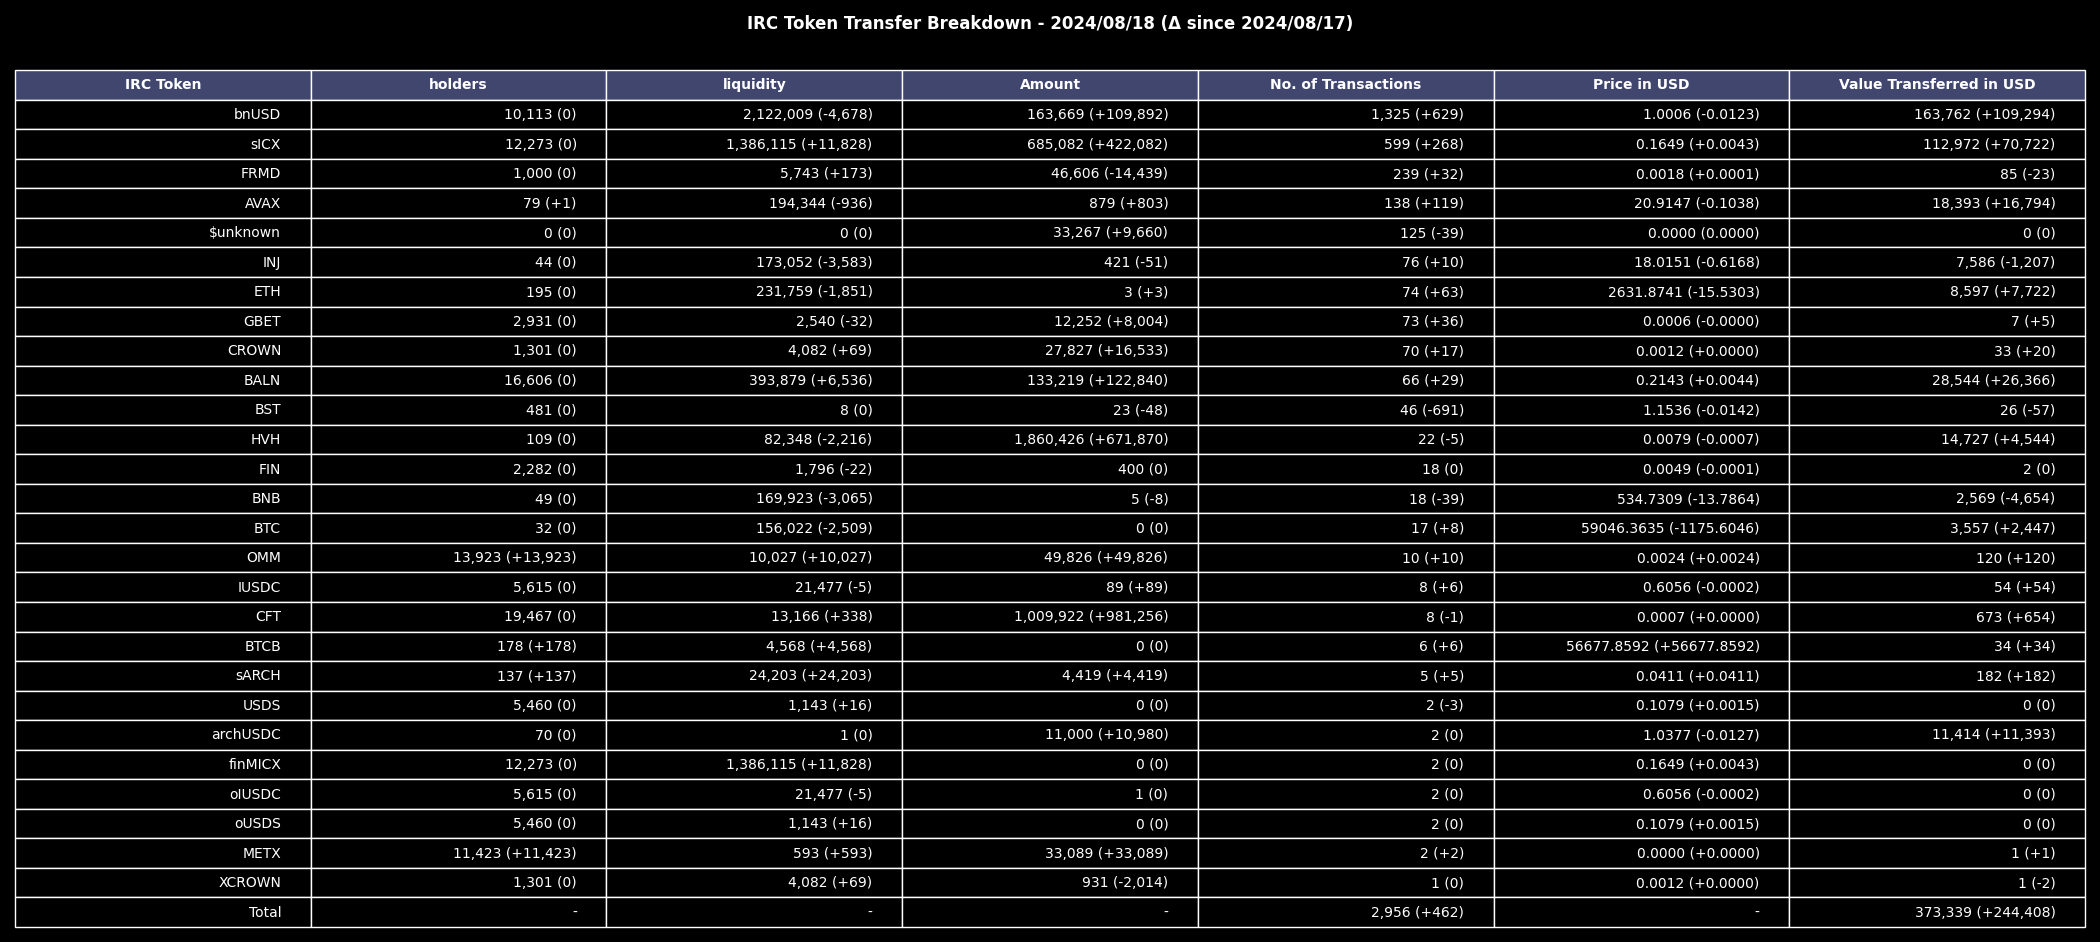 IRC Token Transfer Breakdown - 2024/08/18 (Δ since 2024/08/17)
IRC Token holders liquidity Amount No. of Transactions Price in USD Value Transferred in USD
bnUSD 10,113 (0) 2,122,009 (-4,678) 163,669 (+109,892) 1,325 (+629) 1.0006 (-0.0123) 163,762 (+109,294)
sICX 12,273 (0) 1,386,115 (+11,828) 685,082 (+422,082) 599 (+268) 0.1649 (+0.0043) 112,972 (+70,722)
FRMD 1,000 (0) 5,743 (+173) 46,606 (-14,439) 239 (+32) 0.0018 (+0.0001) 85 (-23)
AVAX 79 (+1) 194,344 (-936) 879 (+803) 138 (+119) 20.9147 (-0.1038) 18,393 (+16,794)
$unknown 0 (0) 0 (0) 33,267 (+9,660) 125 (-39) 0.0000 (0.0000) 0 (0)
INJ 44 (0) 173,052 (-3,583) 421 (-51) 76 (+10) 18.0151 (-0.6168) 7,586 (-1,207)
ETH 195 (0) 231,759 (-1,851) 3 (+3) 74 (+63) 2631.8741 (-15.5303) 8,597 (+7,722)
GBET 2,931 (0) 2,540 (-32) 12,252 (+8,004) 73 (+36) 0.0006 (-0.0000) 7 (+5)
CROWN 1,301 (0) 4,082 (+69) 27,827 (+16,533) 70 (+17) 0.0012 (+0.0000) 33 (+20)
BALN 16,606 (0) 393,879 (+6,536) 133,219 (+122,840) 66 (+29) 0.2143 (+0.0044) 28,544 (+26,366)
BST 481 (0) 8 (0) 23 (-48) 46 (-691) 1.1536 (-0.0142) 26 (-57)
HVH 109 (0) 82,348 (-2,216) 1,860,426 (+671,870) 22 (-5) 0.0079 (-0.0007) 14,727 (+4,544)
FIN 2,282 (0) 1,796 (-22) 400 (0) 18 (0) 0.0049 (-0.0001) 2 (0)
BNB 49 (0) 169,923 (-3,065) 5 (-8) 18 (-39) 534.7309 (-13.7864) 2,569 (-4,654)
BTC 32 (0) 156,022 (-2,509) 0 (0) 17 (+8) 59046.3635 (-1175.6046) 3,557 (+2,447)
OMM 13,923 (+13,923) 10,027 (+10,027) 49,826 (+49,826) 10 (+10) 0.0024 (+0.0024) 120 (+120)
IUSDC 5,615 (0) 21,477 (-5) 89 (+89) 8 (+6) 0.6056 (-0.0002) 54 (+54)
CFT 19,467 (0) 13,166 (+338) 1,009,922 (+981,256) 8 (-1) 0.0007 (+0.0000) 673 (+654)
BTCB 178 (+178) 4,568 (+4,568) 0 (0) 6 (+6) 56677.8592 (+56677.8592) 34 (+34)
sARCH 137 (+137) 24,203 (+24,203) 4,419 (+4,419) 5 (+5) 0.0411 (+0.0411) 182 (+182)
USDS 5,460 (0) 1,143 (+16) 0 (0) 2 (-3) 0.1079 (+0.0015) 0 (0)
archUSDC 70 (0) 1 (0) 11,000 (+10,980) 2 (0) 1.0377 (-0.0127) 11,414 (+11,393)
finMICX 12,273 (0) 1,386,115 (+11,828) 0 (0) 2 (0) 0.1649 (+0.0043) 0 (0)
oIUSDC 5,615 (0) 21,477 (-5) 1 (0) 2 (0) 0.6056 (-0.0002) 0 (0)
oUSDS 5,460 (0) 1,143 (+16) 0 (0) 2 (0) 0.1079 (+0.0015) 0 (0)
METX 11,423 (+11,423) 593 (+593) 33,089 (+33,089) 2 (+2) 0.0000 (+0.0000) 1 (+1)
XCROWN 1,301 (0) 4,082 (+69) 931 (-2,014) 1 (0) 0.0012 (+0.0000) 1 (-2)
Total - - - 2,956 (+462) - 373,339 (+244,408)